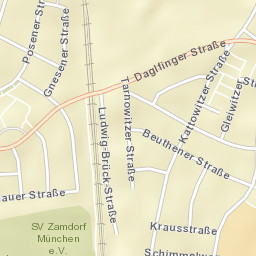 Posener Straße
Gnesener Straße
Daglfinger Straße
Tarnowitzer Straße
Ludwig-Brück-Straße
Kattowitzer Straße
Gleiwitzer
Beuthener Straße
auer Straße
SV Zamdorf
München
e.V.
Krausstraße